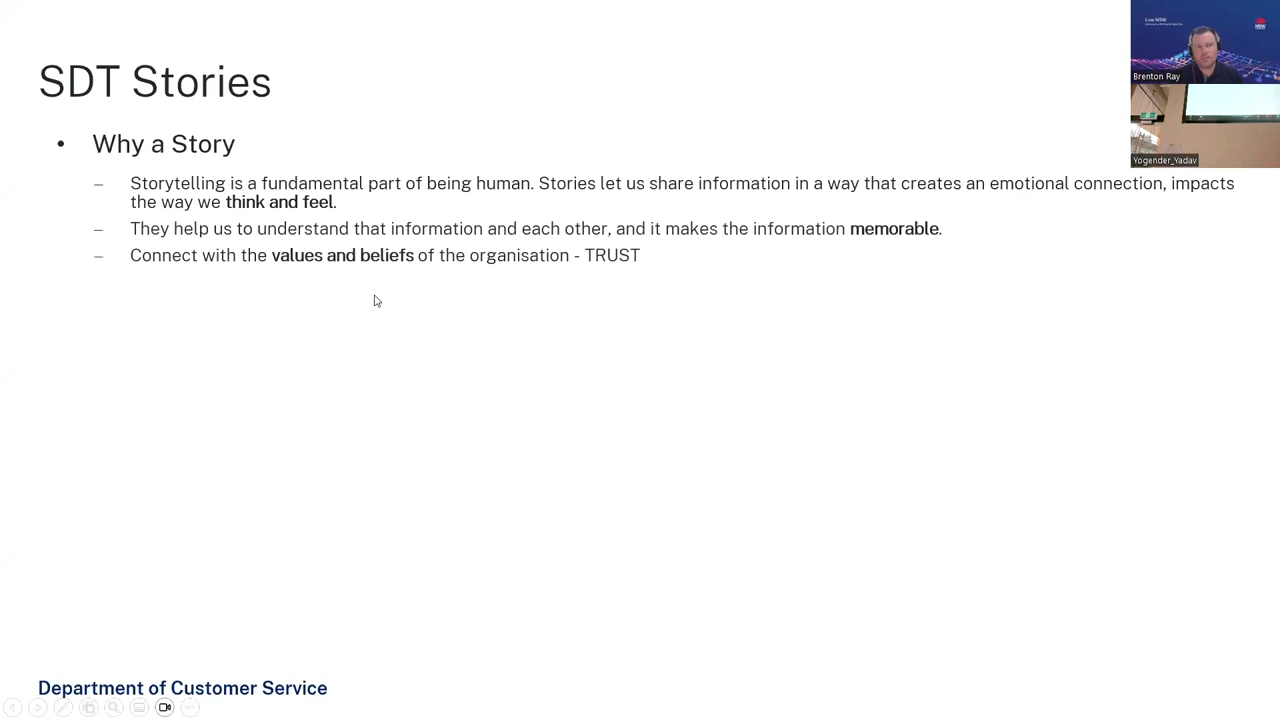 SDT Stories
• Why a Story
– Storytelling is a fundamental part of being human. Stories let us share information in a way that creates an emotional connection, impacts
the way we think and feel.
– They help us to understand that information and each other, and it makes the information memorable.
– Connect with the values and beliefs of the organisation - TRUST
Department of Customer Service
Live NSW
NSW
Brenton Ray
Yogender_Yadav